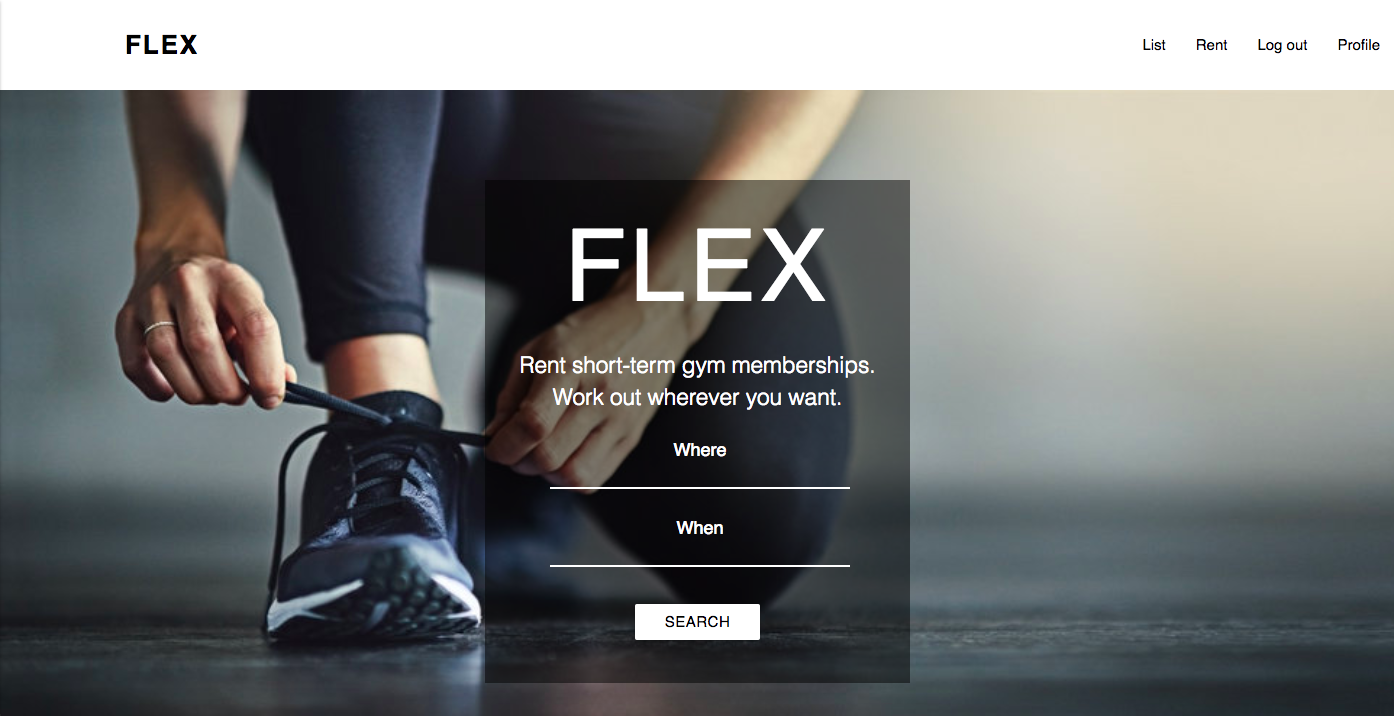 FLEX
List Rent Log out Profile
FLEX
Rent short-term gym memberships.
Work out wherever you want.
Where
When
SEARCH